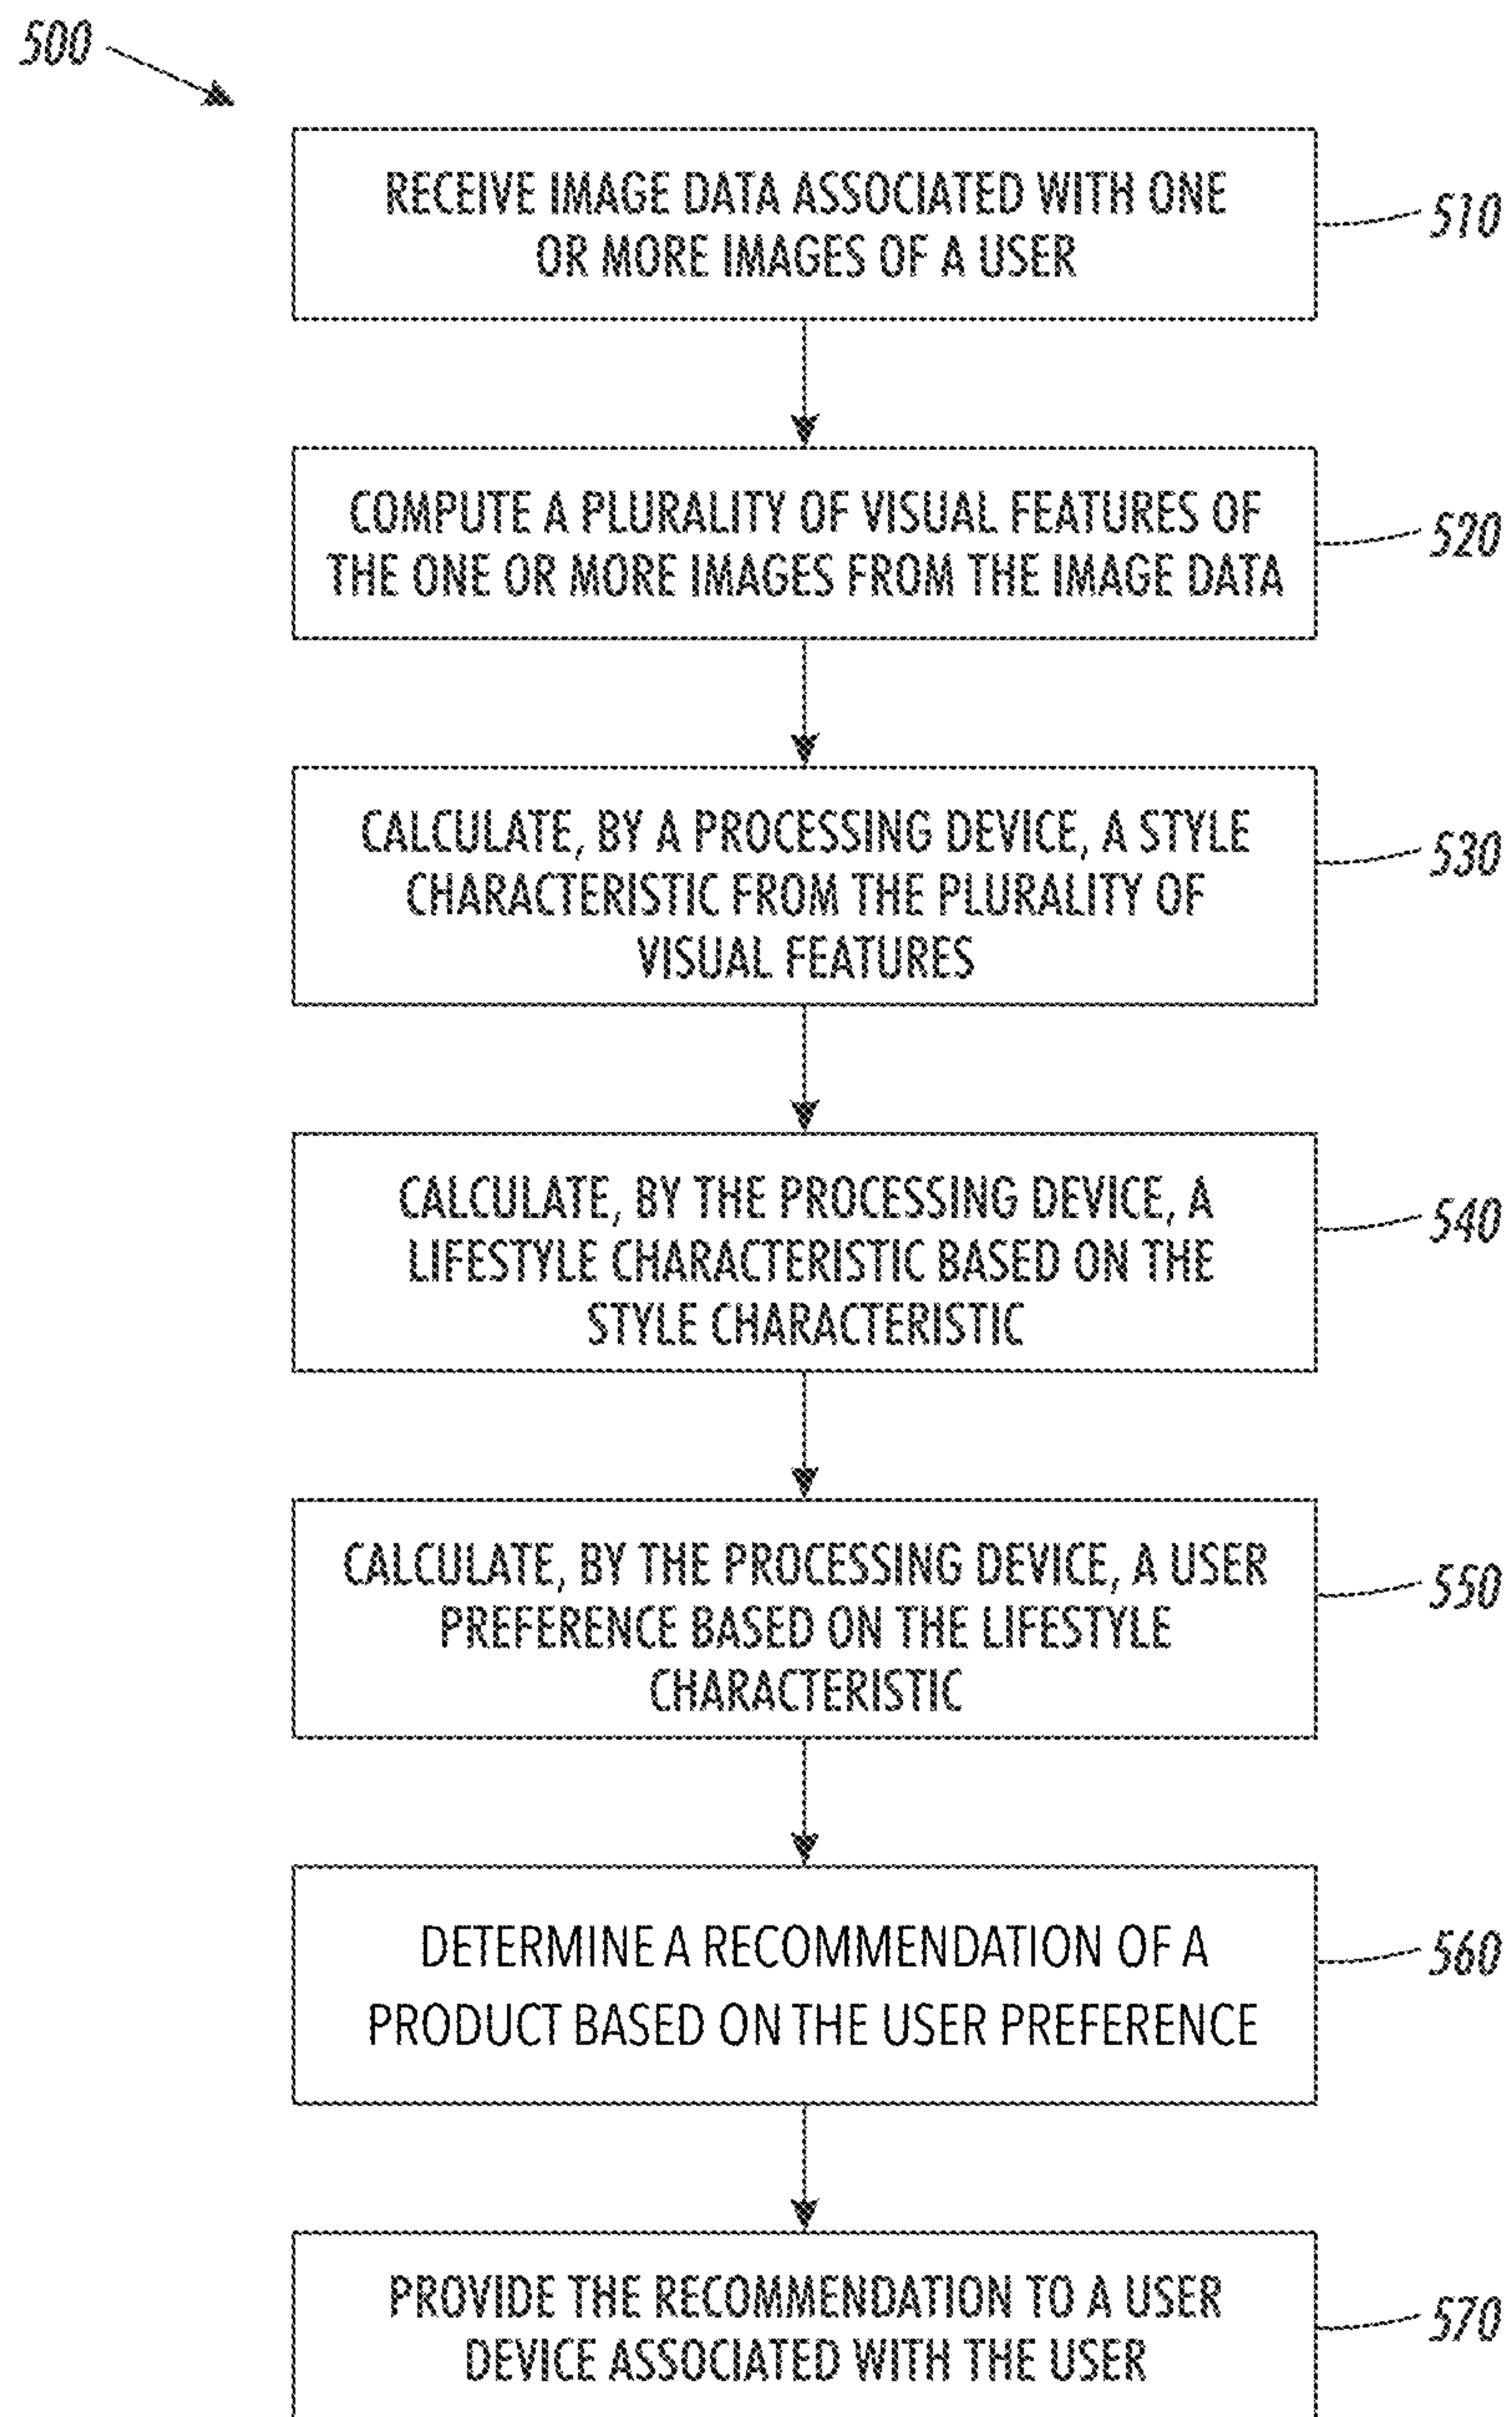 500
RECEIVE IMAGE DATA ASSOCIATED WITH ONE
OR MORE IMAGES OF A USER
510
COMPUTE A PLURALITY OF VISUAL FEATURES OF
THE ONE OR MORE IMAGES FROM THE IMAGE DATA
520
CALCULATE, BY A PROCESSING DEVICE, A STYLE
CHARACTERISTIC FROM THE PLURALITY OF
VISUAL FEATURES
530
CALCULATE, BY THE PROCESSING DEVICE, A
LIFESTYLE CHARACTERISTIC BASED ON THE
STYLE CHARACTERISTIC
540
CALCULATE, BY THE PROCESSING DEVICE, A USER
PREFERENCE BASED ON THE LIFESTYLE
CHARACTERISTIC
550
DETERMINE A RECOMMENDATION OF A
PRODUCT BASED ON THE USER PREFERENCE
560
PROVIDE THE RECOMMENDATION TO A USER
DEVICE ASSOCIATED WITH THE USER
570